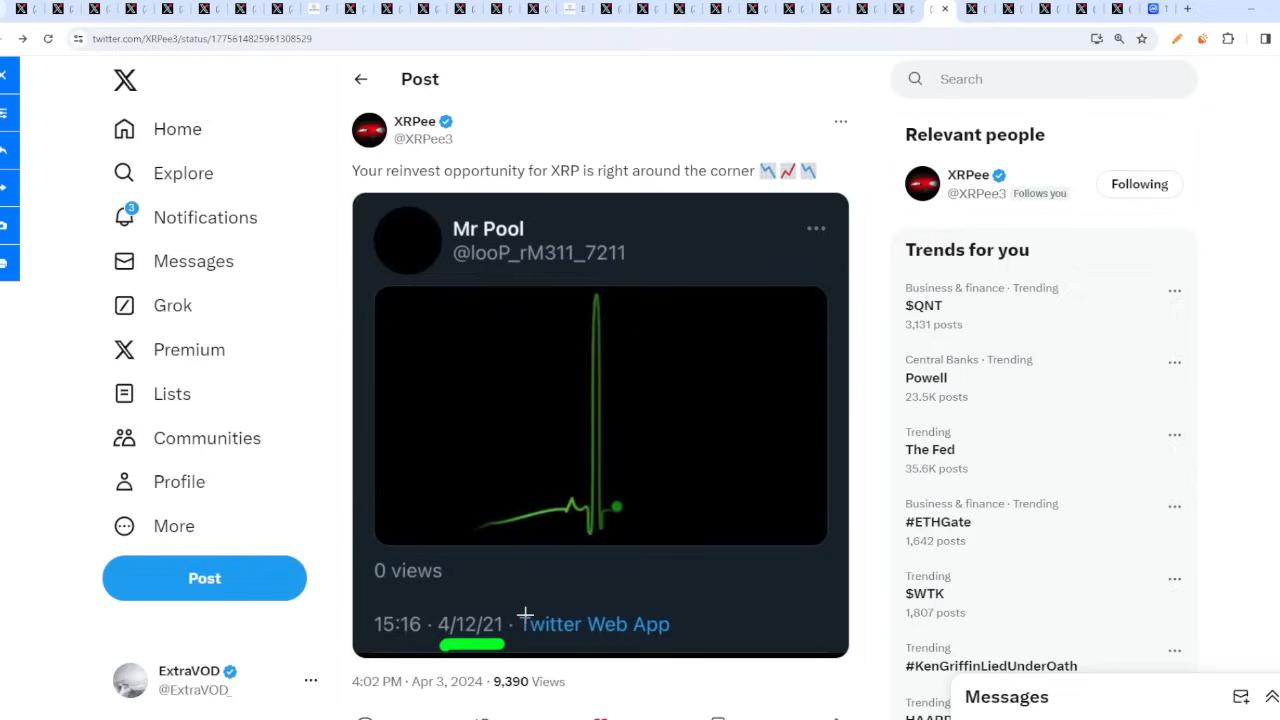 twitter.com/XRPee3/status/1775614825961308529
Post
Search
XRPee
@XRPee3
Your reinvest opportunity for XRP is right around the corner 📉 📈 📉
Mr Pool
@looP_rM311_7211
0 views
15:16 · 4/12/21 · Twitter Web App
4:02 PM · Apr 3, 2024 · 9,390 Views
Home
Explore
3
Notifications
Messages
Grok
Premium
Lists
Communities
Profile
More
Post
ExtraVOD
@ExtraVOD_
Relevant people
XRPee
@XRPee3 Follows you
Following
Trends for you
Business & finance · Trending
$QNT
3,131 posts
Central Banks · Trending
Powell
23.5K posts
Trending
The Fed
35.6K posts
Business & finance · Trending
#ETHGate
1,642 posts
Trending
$WTK
1,807 posts
Trending
#KenGriffinLiedUnderOath
Messages